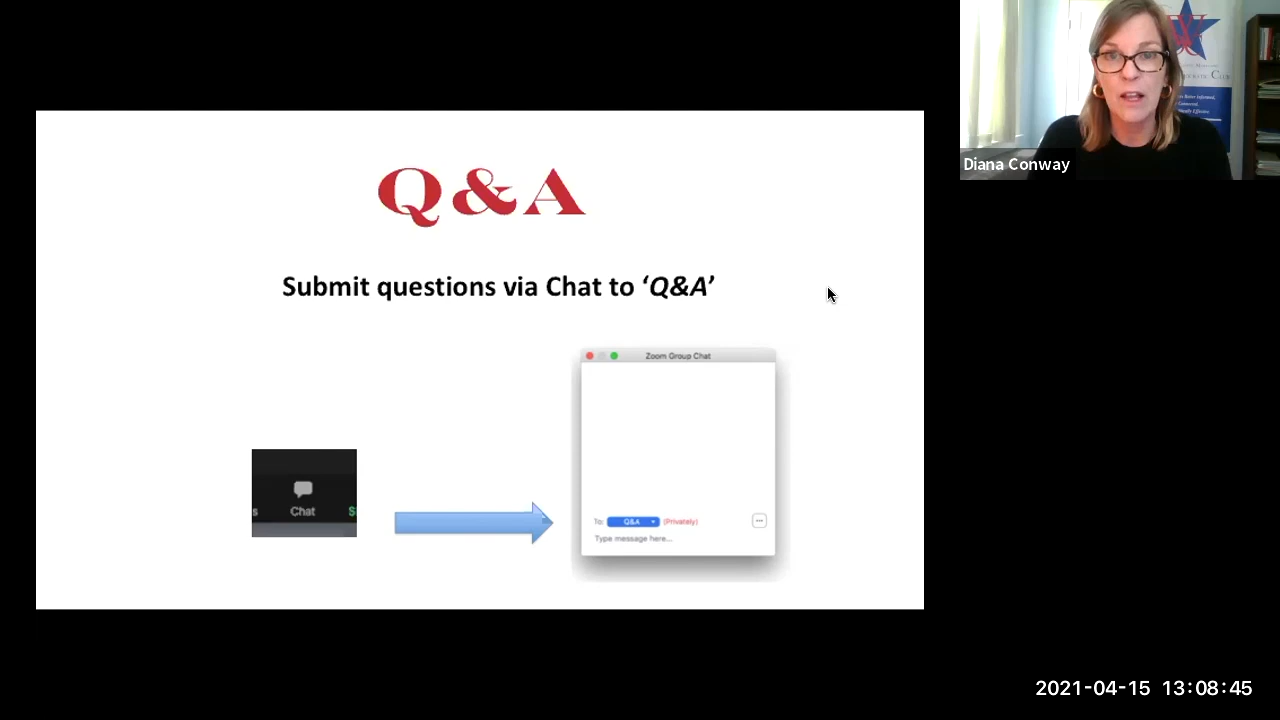 Q&A
Submit questions via Chat to ‘Q&A’
Zoom Group Chat
s
Chat
S
To: Q&A (Privately)
Type message here...
Diana Conway
2021-04-15 13:08:45